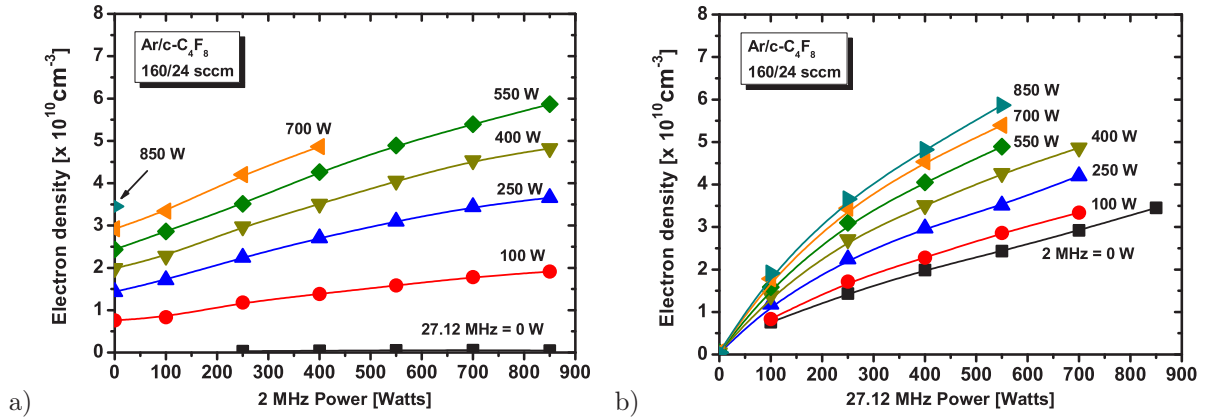 8
7
6
5
4
3
2
1
0
Electron density [x 10^10 cm^-3]
Ar/c-C4F8
160/24 sccm
850 W
700 W
550 W
400 W
250 W
100 W
27.12 MHz = 0 W
0 100 200 300 400 500 600 700 800 900
2 MHz Power [Watts]
a)
8
7
6
5
4
3
2
1
0
Electron density [x 10^10 cm^-3]
Ar/c-C4F8
160/24 sccm
850 W
700 W
550 W
400 W
250 W
100 W
2 MHz = 0 W
0 100 200 300 400 500 600 700 800 900
27.12 MHz Power [Watts]
b)